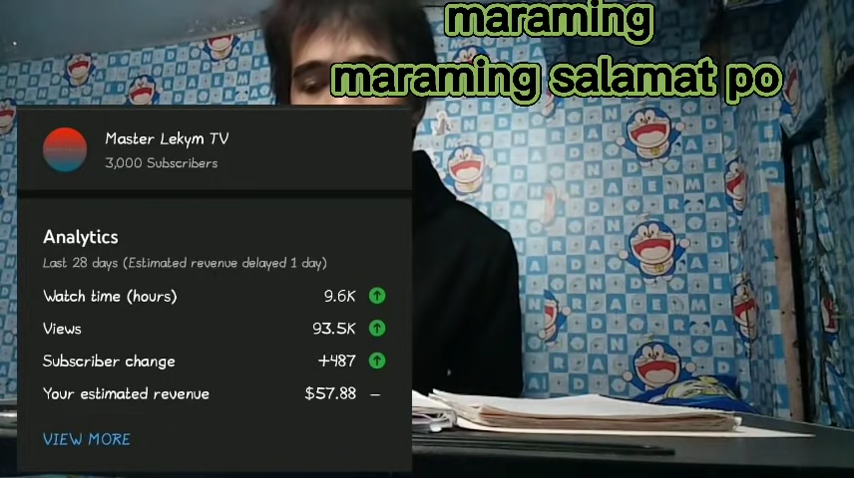 maraming
maraming salamat po
Master Lekym TV
3,000 Subscribers
Analytics
Last 28 days (Estimated revenue delayed 1 day)
Watch time (hours) 9.6K
Views 93.5K
Subscriber change +487
Your estimated revenue $57.88 –
VIEW MORE